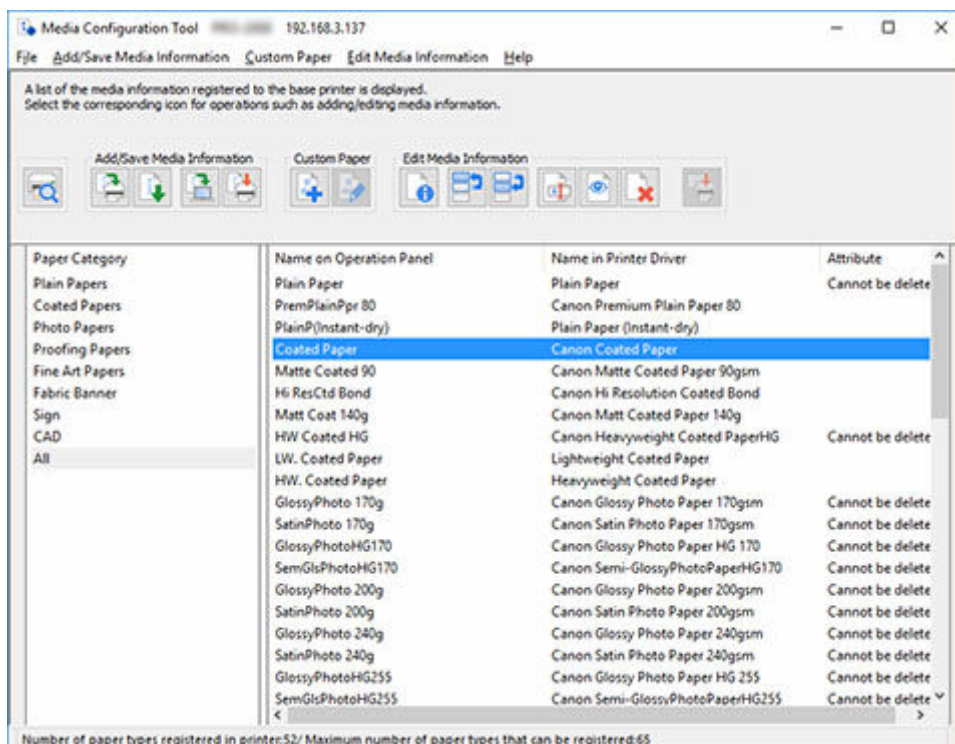 Media Configuration Tool 192.168.3.137
File Add/Save Media Information Custom Paper Edit Media Information Help
A list of the media information registered to the base printer is displayed.
Select the corresponding icon for operations such as adding/editing media information.
Add/Save Media Information Custom Paper Edit Media Information
Paper Category
Plain Papers
Coated Papers
Photo Papers
Proofing Papers
Fine Art Papers
Fabric Banner
Sign
CAD
All
Name on Operation Panel Name in Printer Driver Attribute
Plain Paper Plain Paper Cannot be delete
PremPlainPpr 80 Canon Premium Plain Paper 80
PlainP(Instant-dry) Plain Paper (Instant-dry)
Coated Paper Canon Coated Paper
Matte Coated 90 Canon Matte Coated Paper 90gsm
Hi ResCtd Bond Canon Hi Resolution Coated Bond
Matt Coat 140g Canon Matt Coated Paper 140g
HW Coated HG Canon Heavyweight Coated PaperHG Cannot be delete
LW. Coated Paper Lightweight Coated Paper
HW. Coated Paper Heavyweight Coated Paper
GlossyPhoto 170g Canon Glossy Photo Paper 170gsm Cannot be delete
SatinPhoto 170g Canon Satin Photo Paper 170gsm Cannot be delete
GlossyPhotoHG170 Canon Glossy Photo Paper HG 170 Cannot be delete
SemGlsPhotoHG170 Canon Semi-GlossyPhotoPaperHG170 Cannot be delete
GlossyPhoto 200g Canon Glossy Photo Paper 200gsm Cannot be delete
SatinPhoto 200g Canon Satin Photo Paper 200gsm Cannot be delete
GlossyPhoto 240g Canon Glossy Photo Paper 240gsm Cannot be delete
SatinPhoto 240g Canon Satin Photo Paper 240gsm Cannot be delete
GlossyPhotoHG255 Canon Glossy Photo Paper HG 255 Cannot be delete
SemGlsPhotoHG255 Canon Semi-GlossyPhotoPaperHG255 Cannot be delete
Number of paper types registered in printer:52/ Maximum number of paper types that can be registered:65